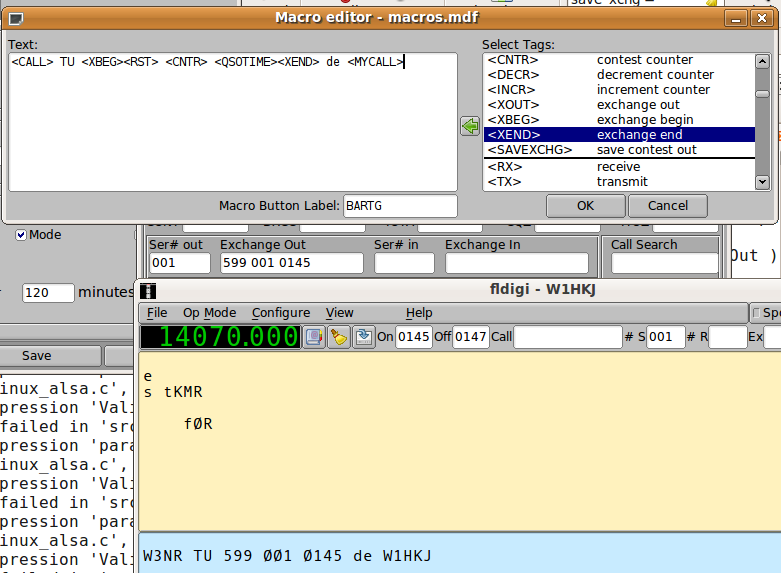 save xchg =
Macro editor - macros.mdf
Text:
<CALL> TU <XBEG><RST> <CNTR> <QSOTIME><XEND> de <MYCALL>
Select Tags:
<CNTR> contest counter
<DECR> decrement counter
<INCR> increment counter
<XOUT> exchange out
<XBEG> exchange begin
<XEND> exchange end
<SAVEXCHG> save contest out
<RX> receive
<TX> transmit
Macro Button Label: BARTG
OK Cancel
Mode
Ser# out Exchange Out Ser# in Exchange In Call Search
001 599 001 0145
Out )
120 minutes
fldigi - W1HKJ
File Op Mode Configure View Help Spo
14070.000 On 0145 Off 0147 Call # S 001 # R Ex
Save
e
s tKMR
fØR
inux_alsa.c',
pression 'Vali
failed in 'src
pression 'para
inux_alsa.c',
pression 'Vali
failed in 'src
pression 'para
inux_alsa.c',
pression 'Vali
W3NR TU 599 ØØ1 Ø145 de W1HKJ